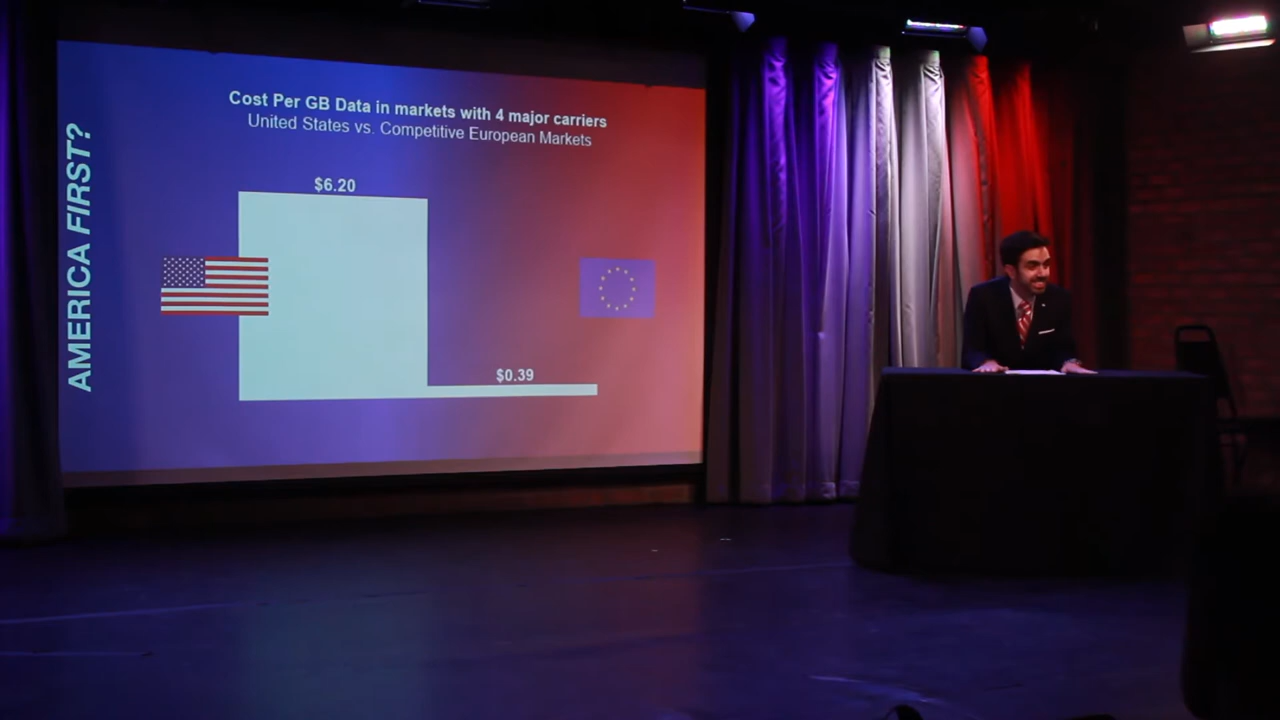 AMERICA FIRST?
Cost Per GB Data in markets with 4 major carriers
United States vs. Competitive European Markets
$6.20
$0.39